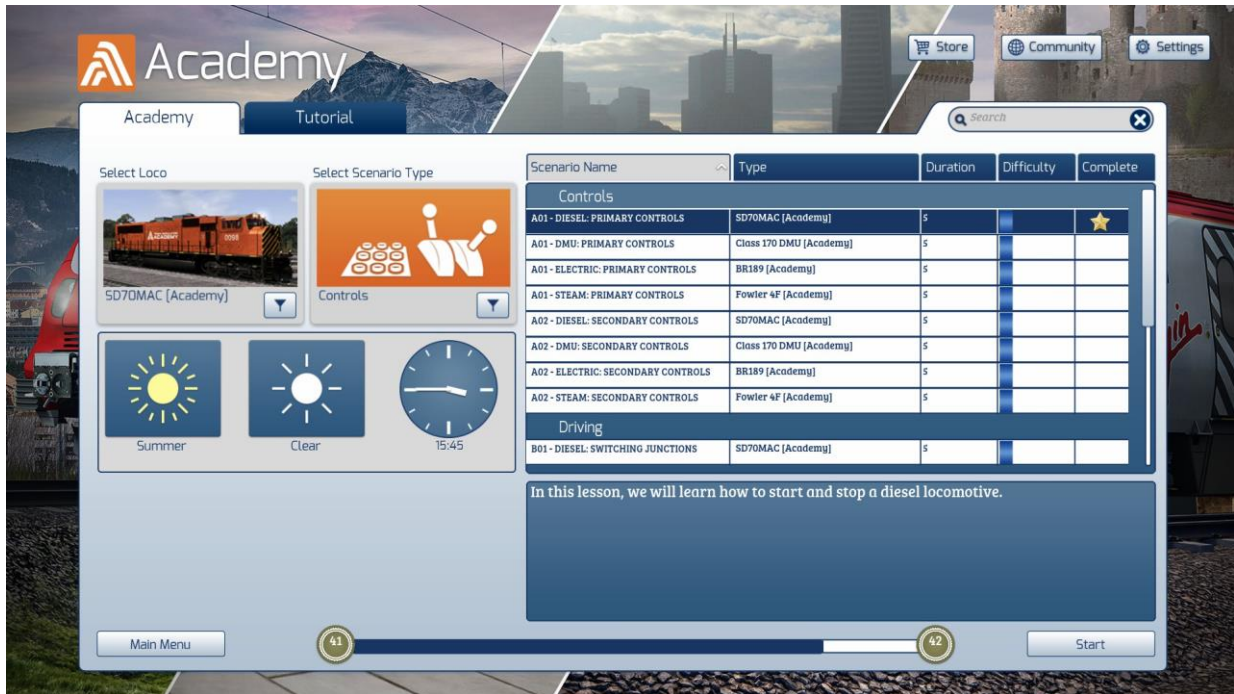 Academy
Store
Community
Settings
Academy
Tutorial
Search
Select Loco
Select Scenario Type
SD70MAC [Academy]
Controls
Summer
Clear
15:45
Scenario Name
Type
Duration
Difficulty
Complete
Controls
A01 - DIESEL: PRIMARY CONTROLS SD70MAC [Academy] 5
A01 - DMU: PRIMARY CONTROLS Class 170 DMU [Academy] 5
A01 - ELECTRIC: PRIMARY CONTROLS BR189 [Academy] 5
A01 - STEAM: PRIMARY CONTROLS Fowler 4F [Academy] 5
A02 - DIESEL: SECONDARY CONTROLS SD70MAC [Academy] 5
A02 - DMU: SECONDARY CONTROLS Class 170 DMU [Academy] 5
A02 - ELECTRIC: SECONDARY CONTROLS BR189 [Academy] 5
A02 - STEAM: SECONDARY CONTROLS Fowler 4F [Academy] 5
Driving
B01 - DIESEL: SWITCHING JUNCTIONS SD70MAC [Academy] 5
In this lesson, we will learn how to start and stop a diesel locomotive.
Main Menu
41
42
Start